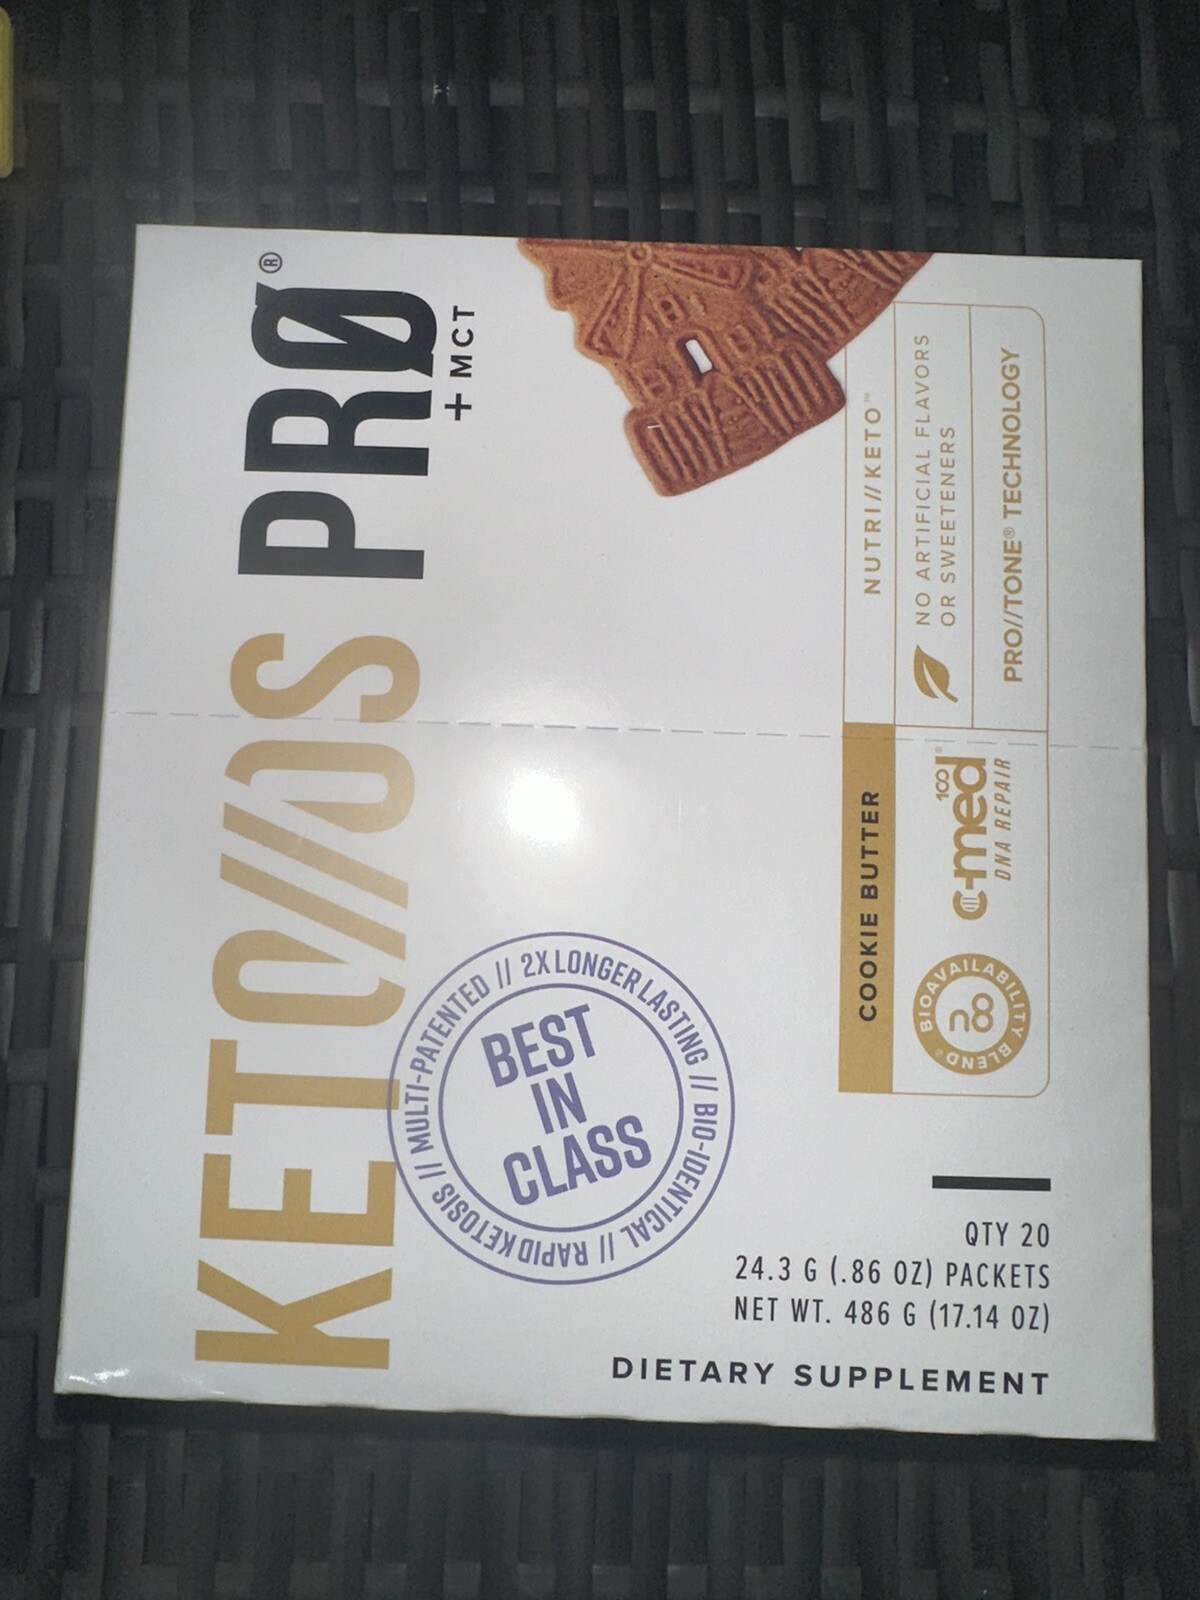 KETO//OS PRØ®
+ MCT
BEST
IN
CLASS
MULTI-PATENTED // 2X LONGER LASTING // BIO-IDENTICAL // RAPID KETOSIS //
COOKIE BUTTER
NUTRI//KETO™
BIOAVAILABILITY BLEND®
c-med 100®
DNA REPAIR
NO ARTIFICIAL FLAVORS
OR SWEETENERS
PRO//TONE® TECHNOLOGY
QTY 20
24.3 G (.86 OZ) PACKETS
NET WT. 486 G (17.14 OZ)
DIETARY SUPPLEMENT